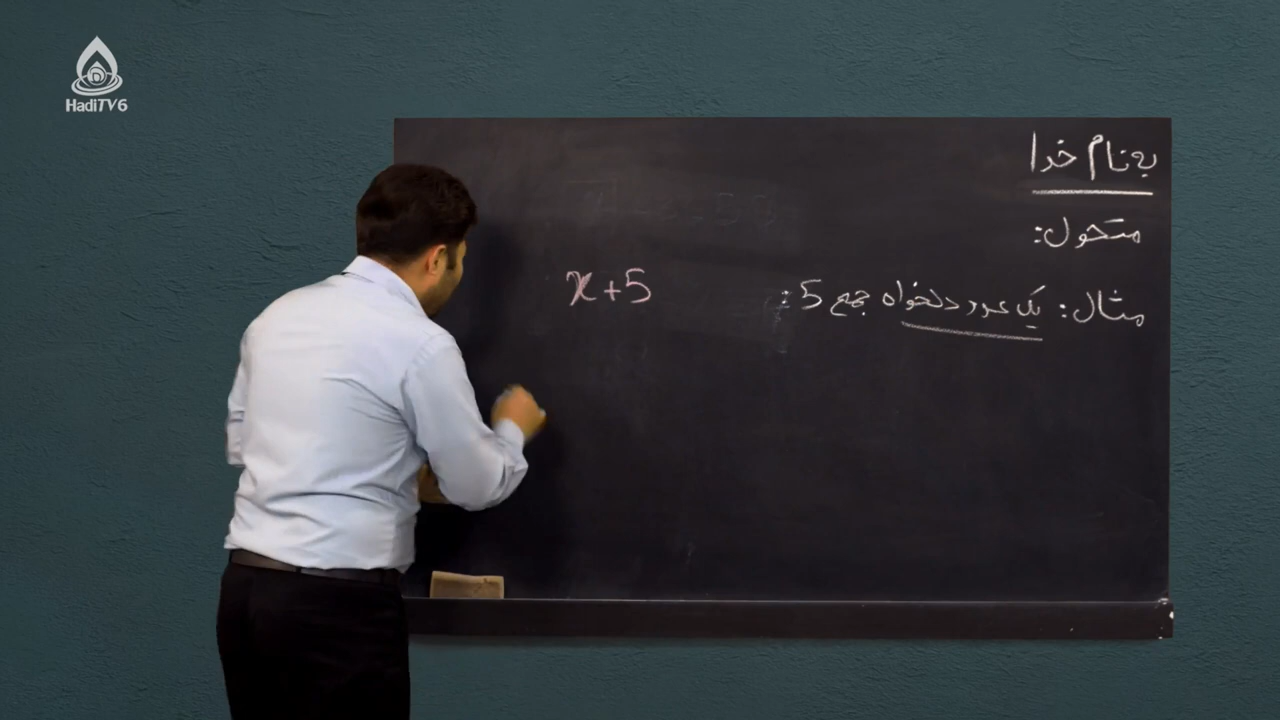 HadiTV6
به نام خدا
متحول:
مثال: یک عدد دلخواه جمع 5:
x+5